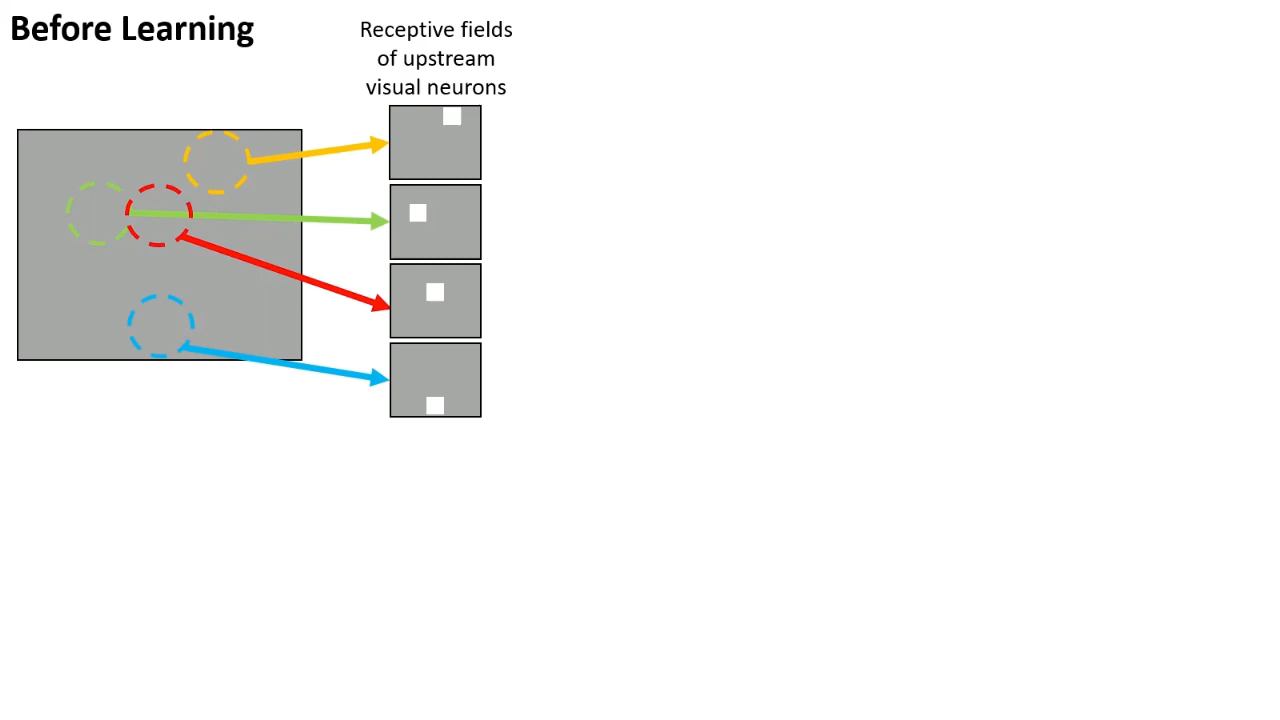 Before Learning
Receptive fields
of upstream
visual neurons